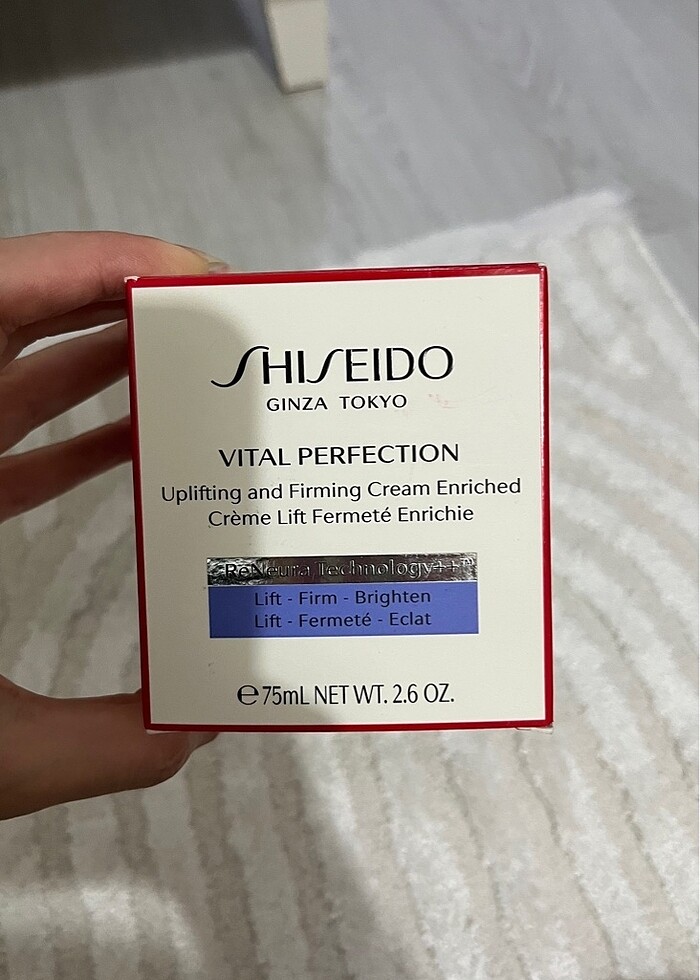 SHISEIDO
GINZA TOKYO
VITAL PERFECTION
Uplifting and Firming Cream Enriched
Crème Lift Fermeté Enrichie
ReNeura Technology++™
Lift - Firm - Brighten
Lift - Fermeté - Eclat
℮75mL NET WT. 2.6 OZ.